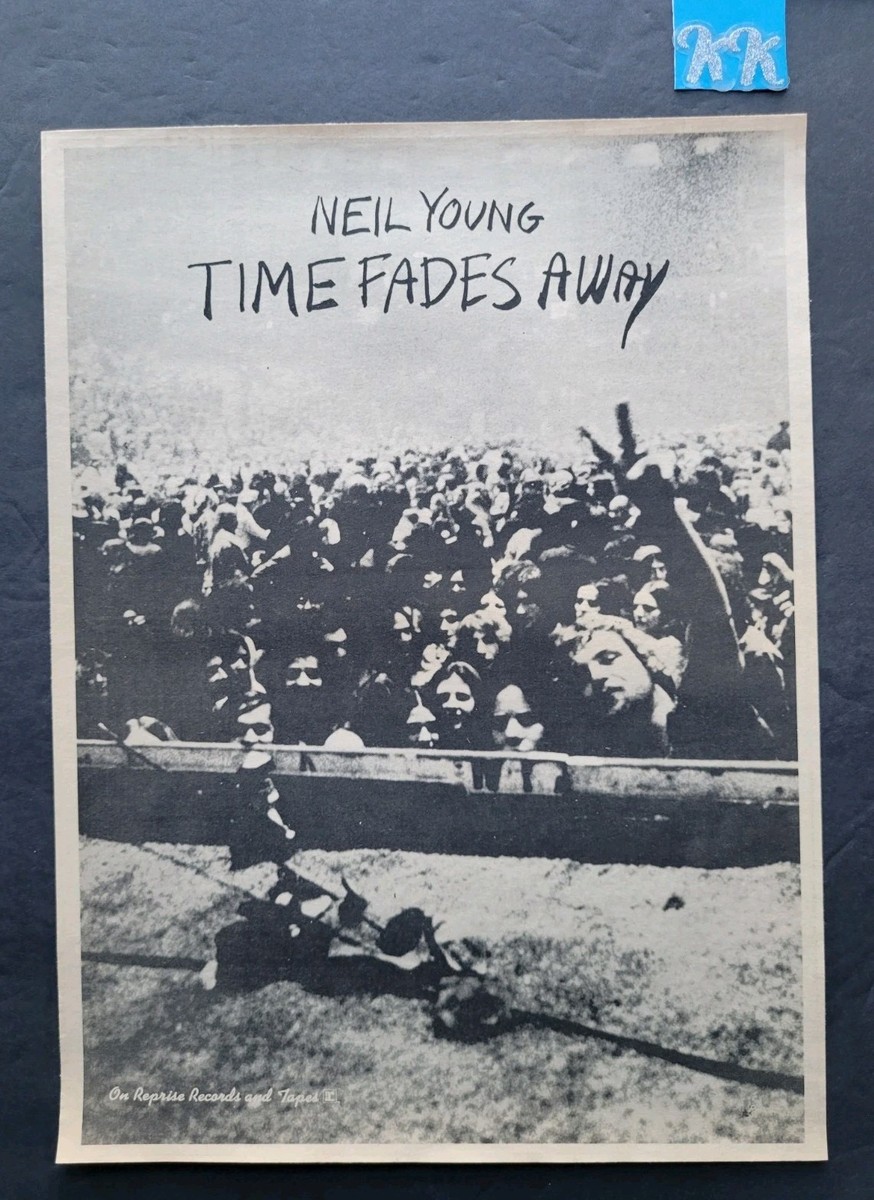 KK
NEIL YOUNG
TIME FADES AWAY
On Reprise Records and Tapes